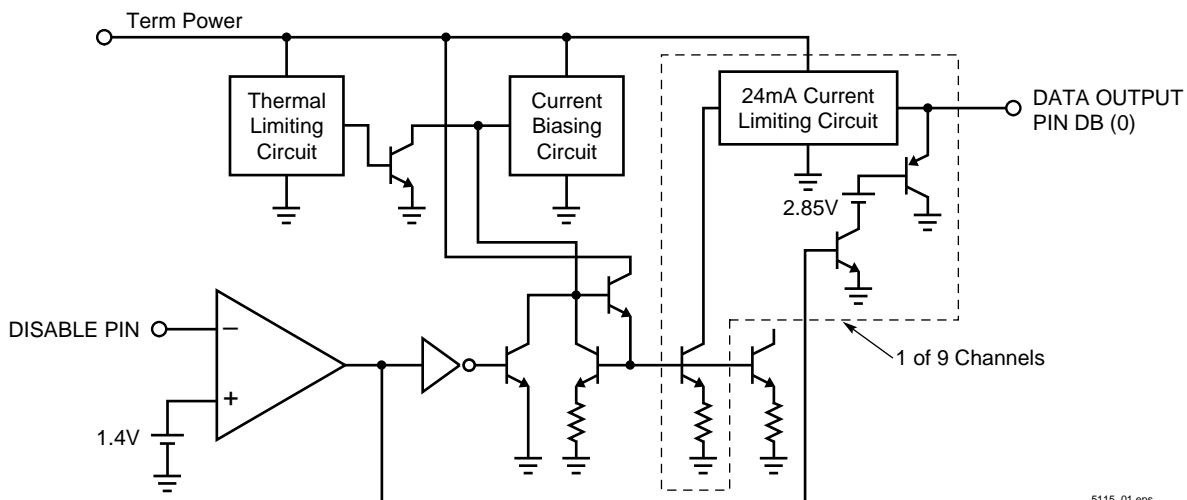 Term Power
Thermal
Limiting
Circuit
Current
Biasing
Circuit
24mA Current
Limiting Circuit
DATA OUTPUT
PIN DB (0)
2.85V
DISABLE PIN
–
+
1.4V
1 of 9 Channels
5115_01.eps